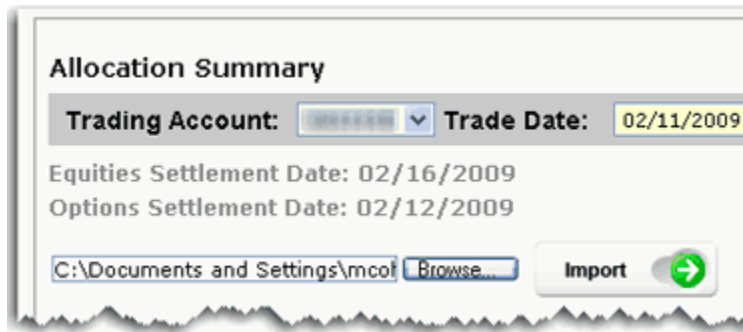 Allocation Summary
Trading Account: Trade Date: 02/11/2009
Equities Settlement Date: 02/16/2009
Options Settlement Date: 02/12/2009
C:\Documents and Settings\mcol Browse... Import